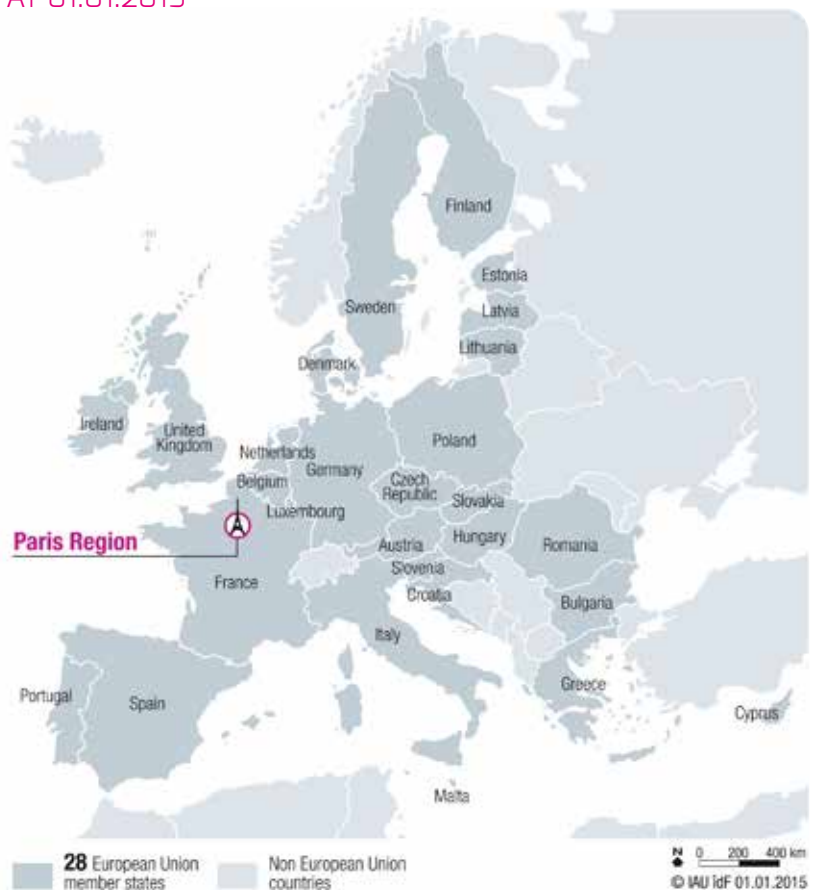 AT 01.01.2015
Finland
Estonia
Sweden
Latvia
Lithuania
Denmark
Ireland
United
Kingdom
Netherlands
Poland
Belgium
Germany
Czech
Republic
Slovakia
Luxembourg
Paris Region
Austria
Hungary
Romania
Slovenia
France
Croatia
Bulgaria
Italy
Portugal
Spain
Greece
Cyprus
Malta
28 European Union
member states
Non European Union
countries
N 0 200 400 km
© IAU îdF 01.01.2015